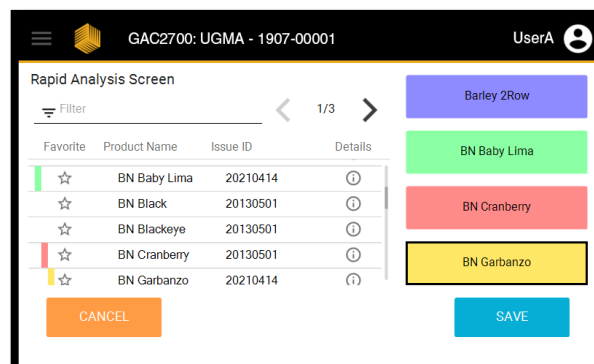 GAC2700: UGMA - 1907-00001
UserA
Rapid Analysis Screen
Filter
1/3
Favorite Product Name Issue ID Details
BN Baby Lima 20210414
BN Black 20130501
BN Blackeye 20130501
BN Cranberry 20130501
BN Garbanzo 20210414
Barley 2Row
BN Baby Lima
BN Cranberry
BN Garbanzo
CANCEL
SAVE